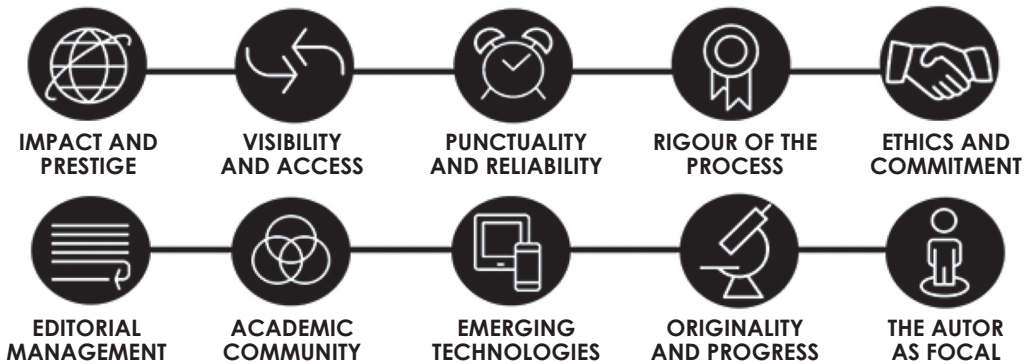 IMPACT AND
PRESTIGE
VISIBILITY
AND ACCESS
PUNCTUALITY
AND RELIABILITY
RIGOUR OF THE
PROCESS
ETHICS AND
COMMITMENT
EDITORIAL
MANAGEMENT
ACADEMIC
COMMUNITY
EMERGING
TECHNOLOGIES
ORIGINALITY
AND PROGRESS
THE AUTOR
AS FOCAL